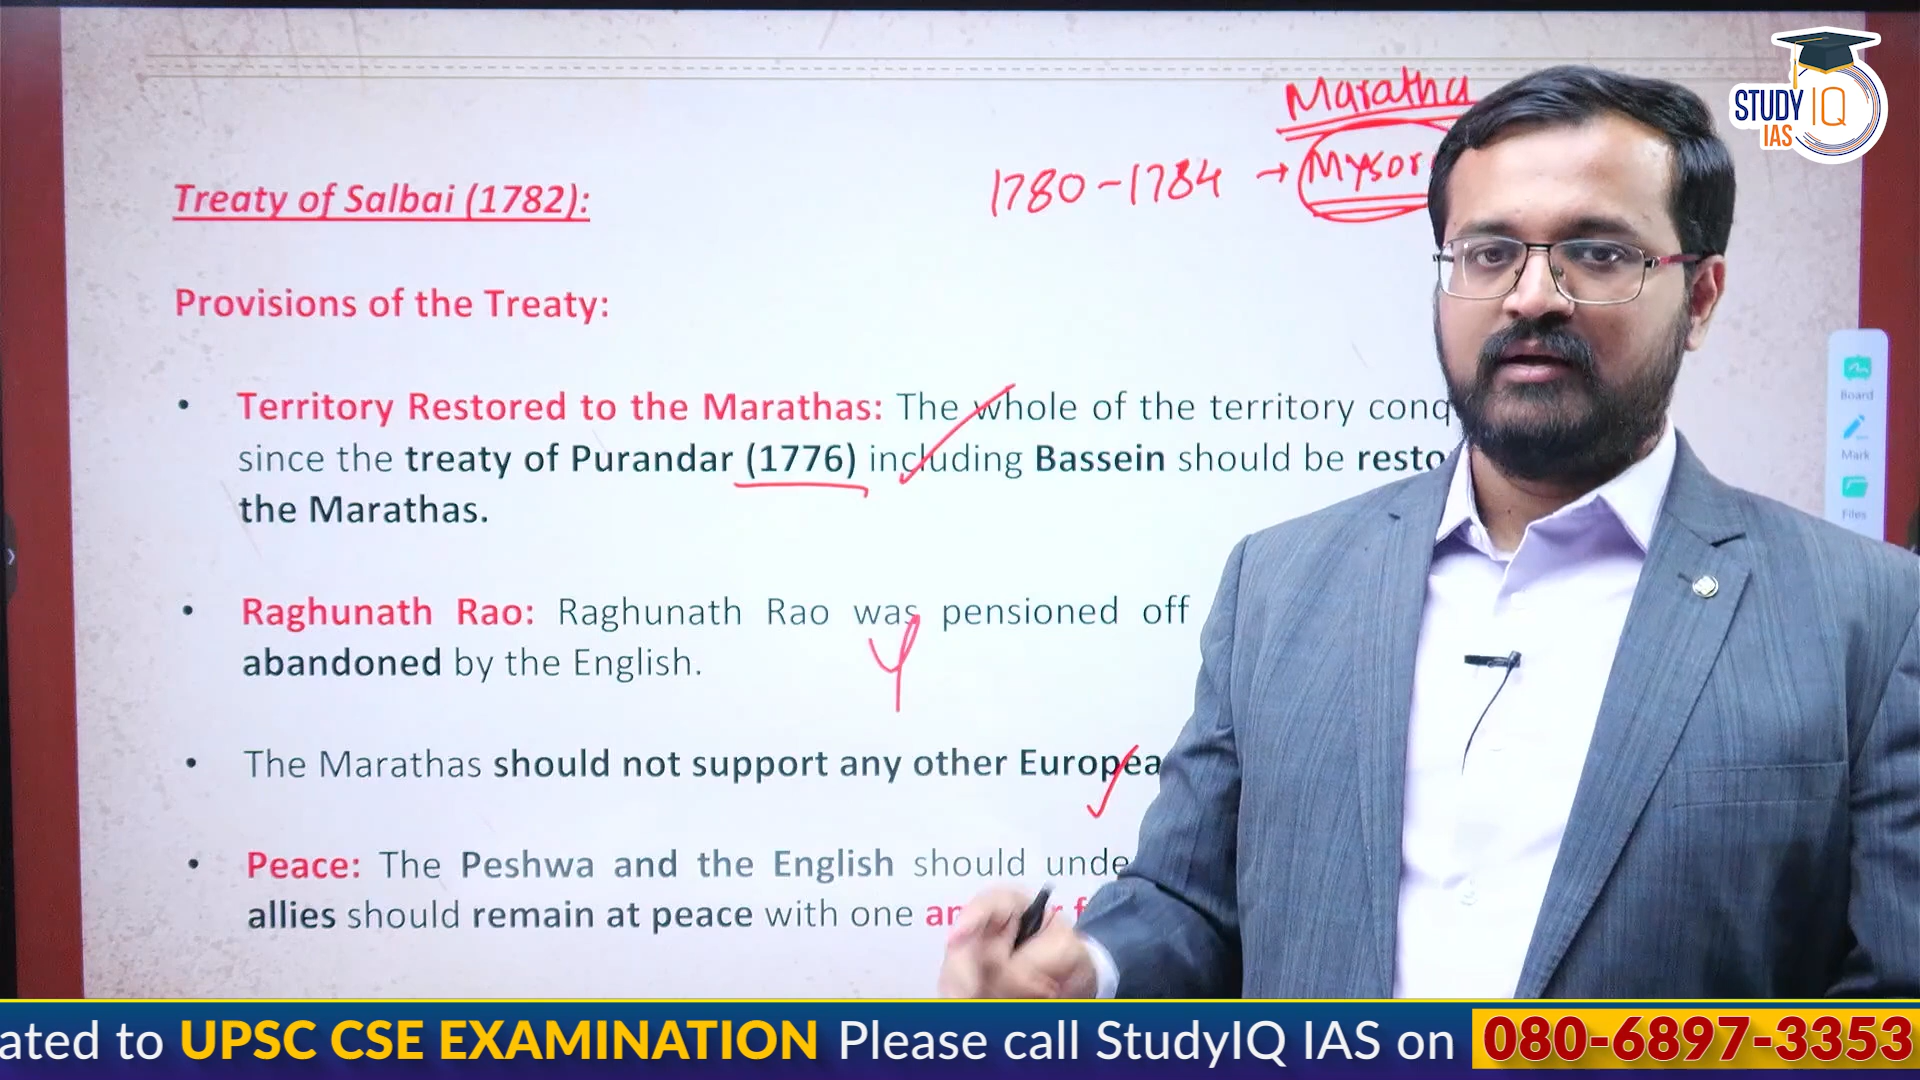 Maratha
STUDY IQ
IAS
1780-1784 → Mysor
Treaty of Salbai (1782):
Provisions of the Treaty:
Board
• Territory Restored to the Marathas: The whole of the territory conq
Mark
since the treaty of Purandar (1776) including Bassein should be resto
the Marathas.
Files
• Raghunath Rao: Raghunath Rao was pensioned off
abandoned by the English.
• The Marathas should not support any other Europea
• Peace: The Peshwa and the English should unde
allies should remain at peace with one
ated to UPSC CSE EXAMINATION Please call StudyIQ IAS on 080-6897-3353